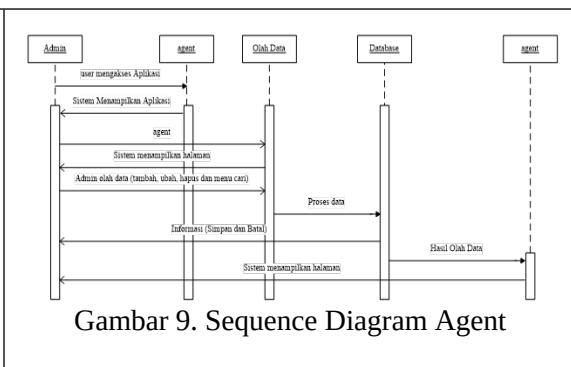 Admin
agent
Olah Data
Database
agent
user mengakses Aplikasi
Sistem Menampilkan Aplikasi
agent
Sistem menampilkan halaman
Admin olah data (tambah, ubah, hapus dan menu cari)
Proses data
Informasi (Simpan dan Batal)
Hasil Olah Data
Sistem menampilkan halaman
Gambar 9. Sequence Diagram Agent